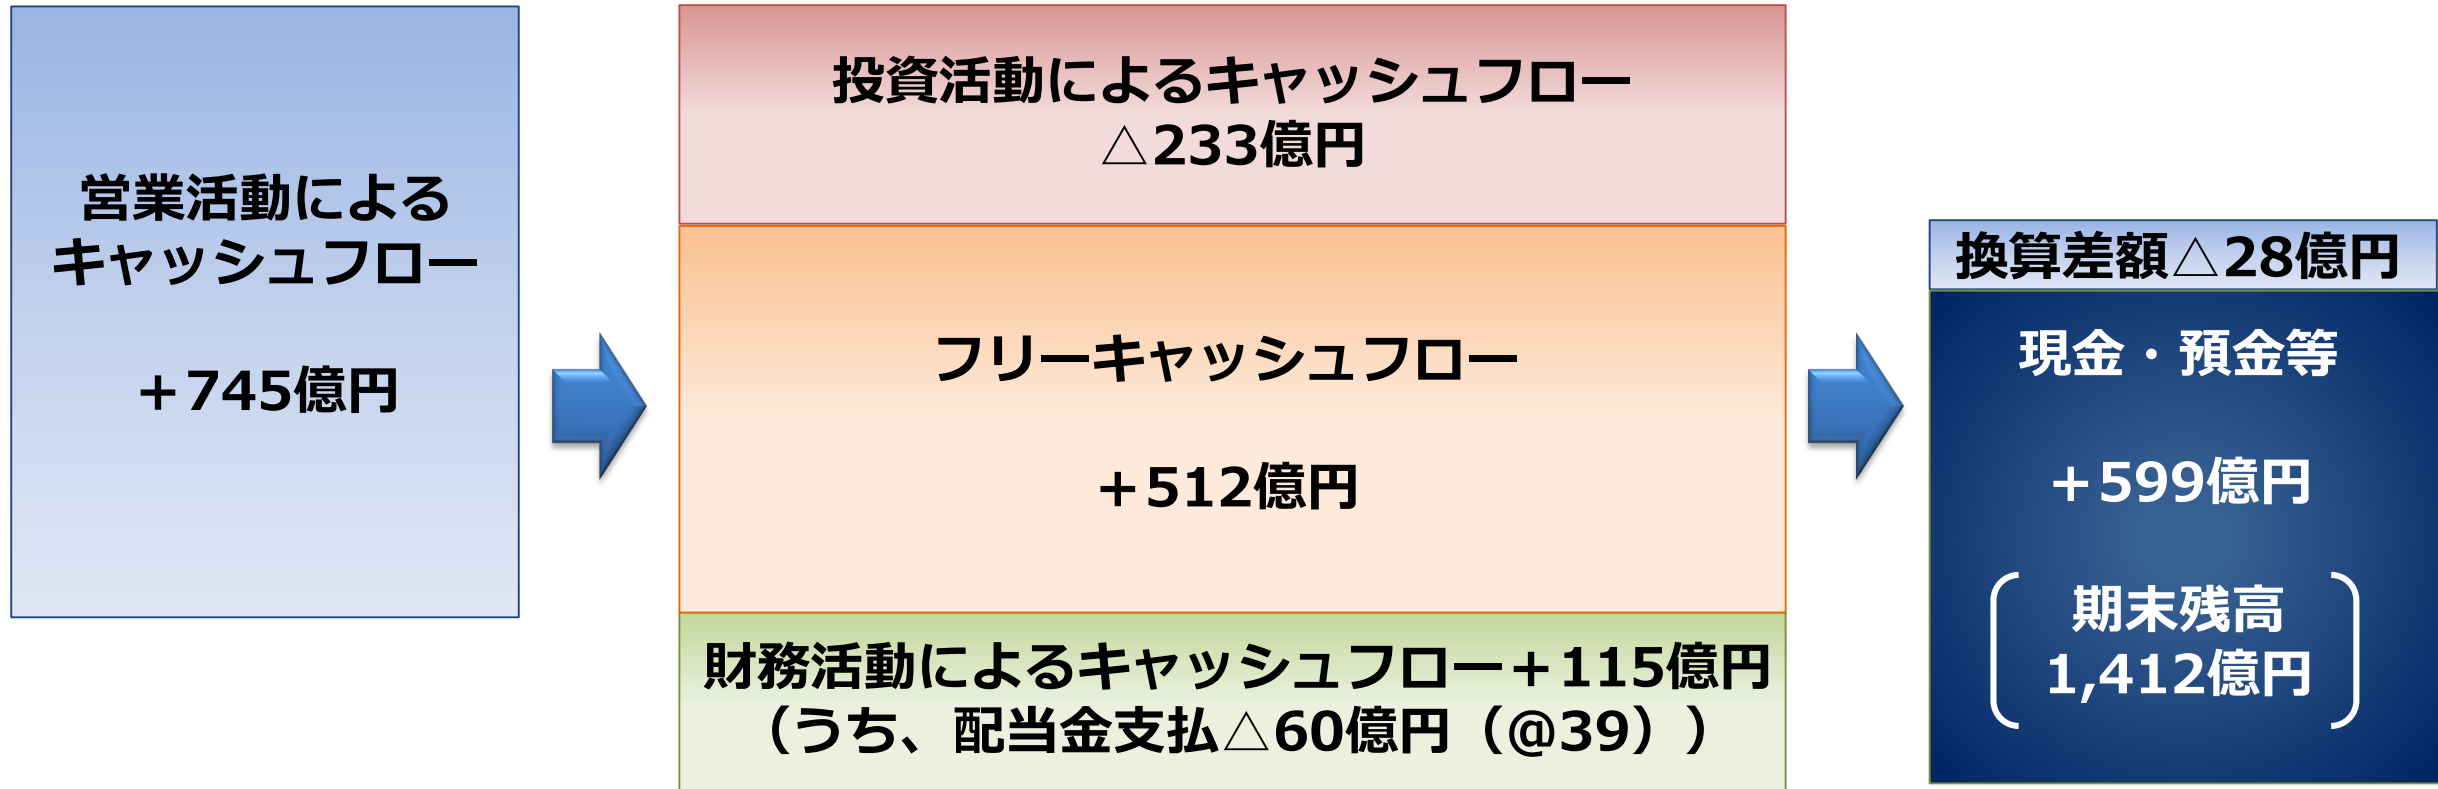 営業活動による
キャッシュフロー
＋745億円
投資活動によるキャッシュフロー
△233億円
フリーキャッシュフロー
＋512億円
財務活動によるキャッシュフロー＋115億円
（うち、配当金支払△60億円（@39））
換算差額△28億円
現金・預金等
＋599億円
期末残高
1,412億円